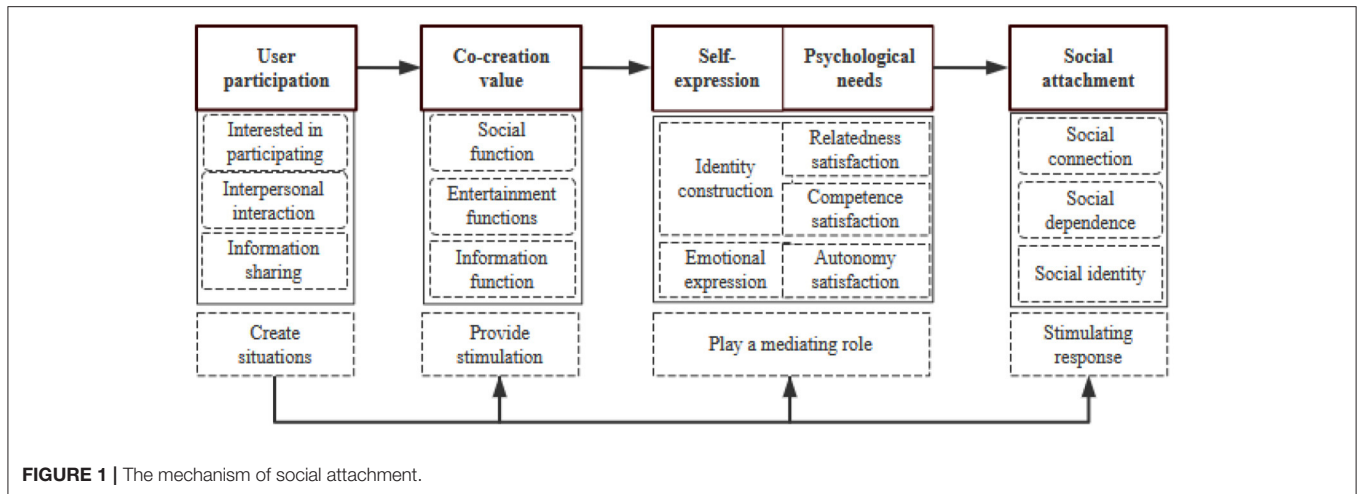 User
participation
Co-creation
value
Self-
expression
Psychological
needs
Social
attachment
Interested in
participating
Interpersonal
interaction
Information
sharing
Social
function
Entertainment
functions
Information
function
Identity
construction
Emotional
expression
Relatedness
satisfaction
Competence
satisfaction
Autonomy
satisfaction
Social
connection
Social
dependence
Social identity
Create
situations
Provide
stimulation
Play a mediating role
Stimulating
response
FIGURE 1 | The mechanism of social attachment.